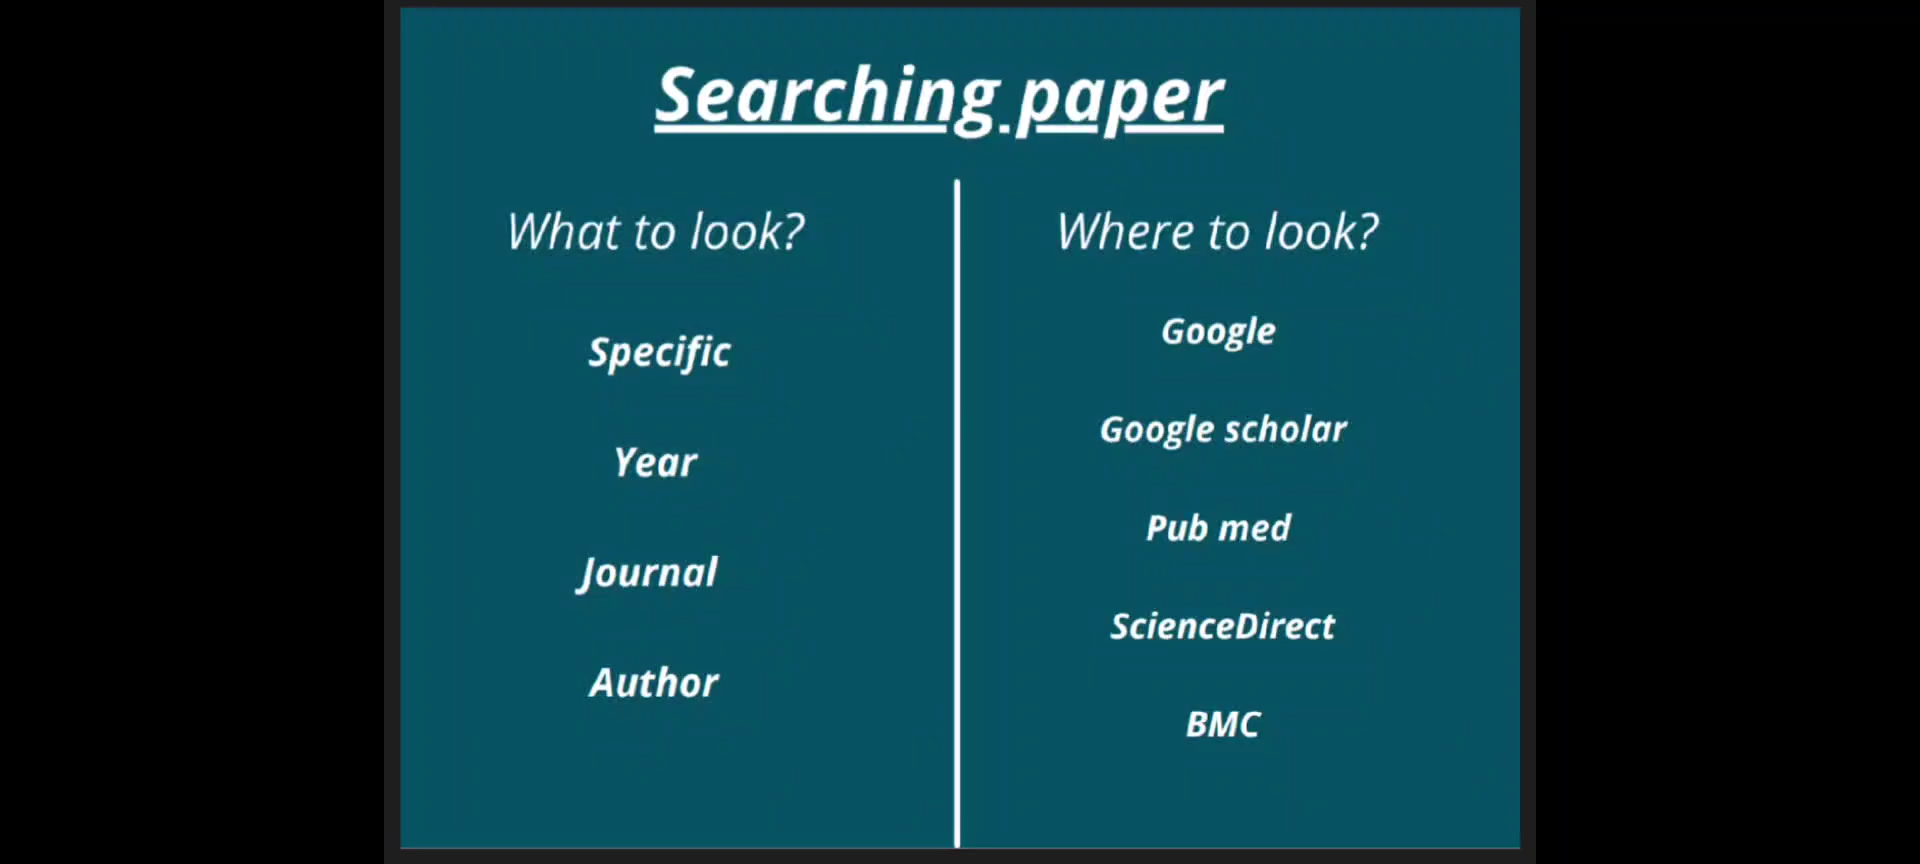 Searching paper
What to look?
Specific
Year
Journal
Author
Where to look?
Google
Google scholar
Pub med
ScienceDirect
BMC